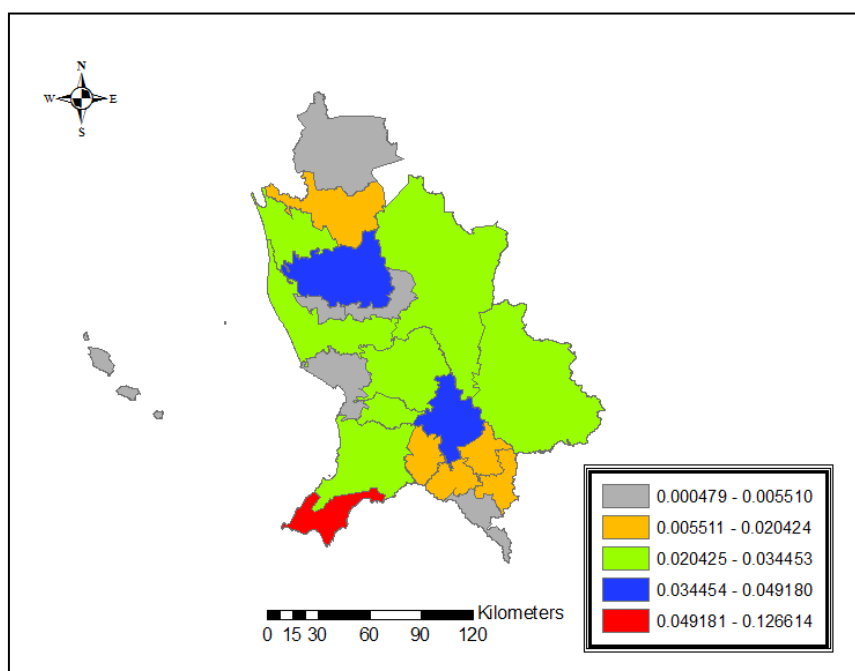 N
W E
S
0.000479 - 0.005510
0.005511 - 0.020424
0.020425 - 0.034453
0.034454 - 0.049180
0.049181 - 0.126614
Kilometers
0 15 30 60 90 120